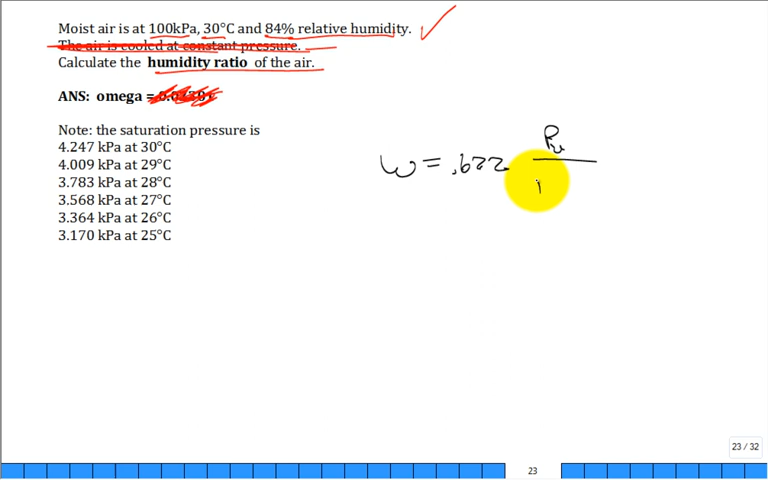 Moist air is at 100kPa, 30°C and 84% relative humidity.
The air is cooled at constant pressure.
Calculate the humidity ratio of the air.
ANS: omega =
Note: the saturation pressure is
4.247 kPa at 30°C
4.009 kPa at 29°C
3.783 kPa at 28°C
3.568 kPa at 27°C
3.364 kPa at 26°C
3.170 kPa at 25°C
ω = .622 Pv
23 / 32
23